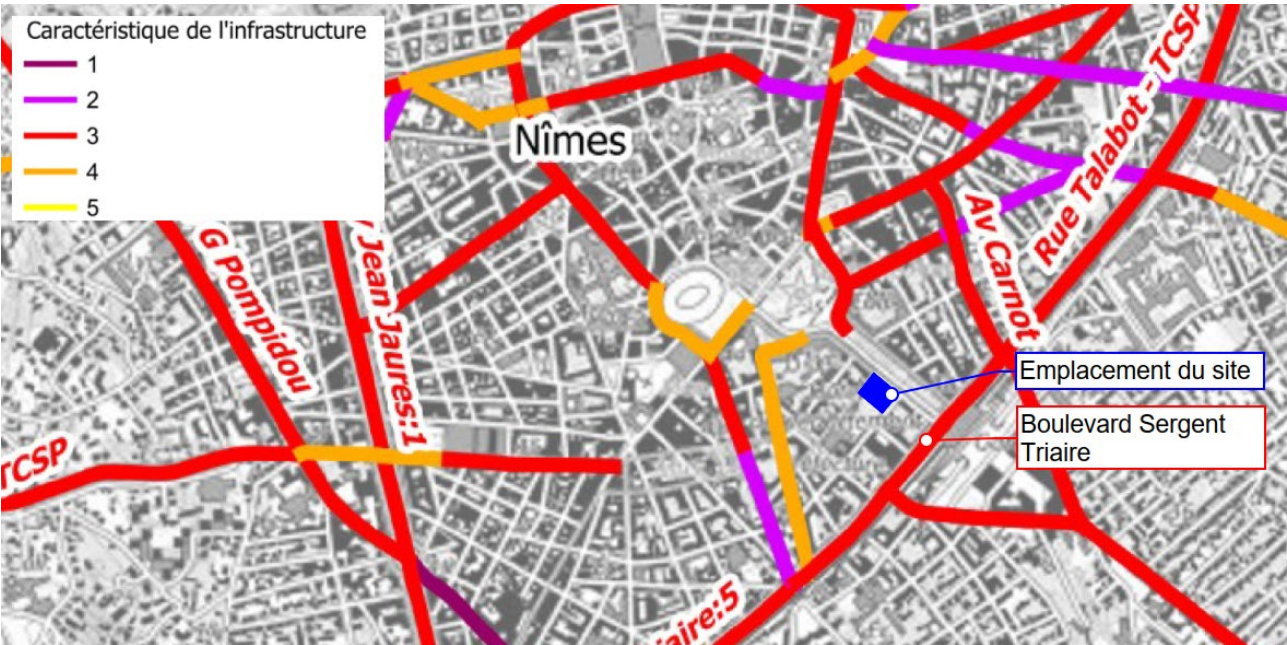 Caractéristique de l'infrastructure
1
2
3
4
5
Nîmes
G Pompidou
Jean Jaures:1
Av Carnot
Rue Talabot - TCSP
TCSP
iaire:5
Emplacement du site
Boulevard Sergent
Triaire